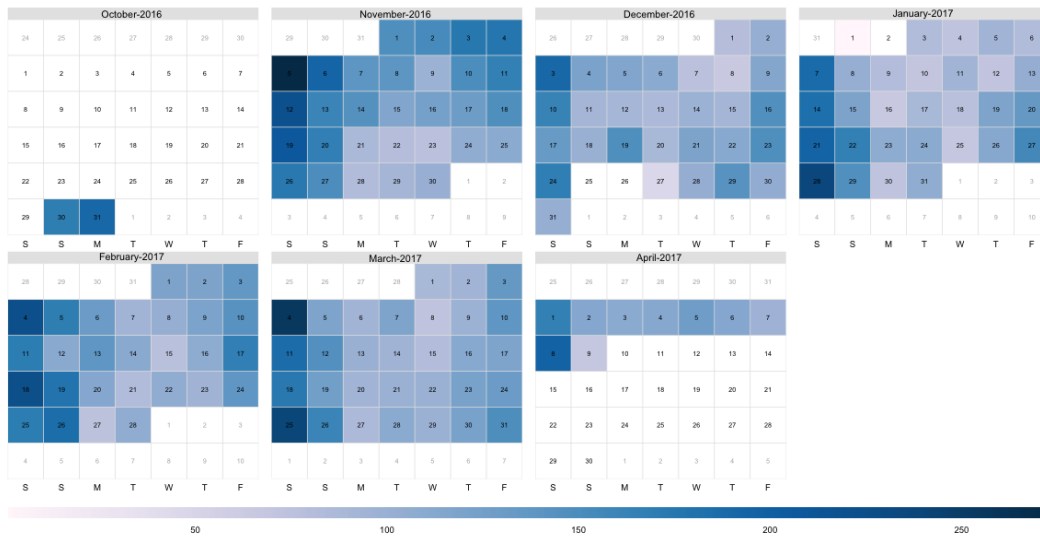 October-2016 November-2016 December-2016 January-2017
24 25 26 27 28 29 30 29 30 31 1 2 3 4 26 27 28 29 30 1 2 31 1 2 3 4 5 6
1 2 3 4 5 6 7 5 6 7 8 9 10 11 3 4 5 6 7 8 9 7 8 9 10 11 12 13
8 9 10 11 12 13 14 12 13 14 15 16 17 18 10 11 12 13 14 15 16 14 15 16 17 18 19 20
15 16 17 18 19 20 21 19 20 21 22 23 24 25 17 18 19 20 21 22 23 21 22 23 24 25 26 27
22 23 24 25 26 27 28 26 27 28 29 30 1 2 24 25 26 27 28 29 30 28 29 30 31 1 2 3
29 30 31 1 2 3 4 3 4 5 6 7 8 9 31 1 2 3 4 5 6 4 5 6 7 8 9 10
S S M T W T F S S M T W T F S S M T W T F S S M T W T F
February-2017 March-2017 April-2017
28 29 30 31 1 2 3 25 26 27 28 1 2 3 25 26 27 28 29 30 31
4 5 6 7 8 9 10 4 5 6 7 8 9 10 1 2 3 4 5 6 7
11 12 13 14 15 16 17 11 12 13 14 15 16 17 8 9 10 11 12 13 14
18 19 20 21 22 23 24 18 19 20 21 22 23 24 15 16 17 18 19 20 21
25 26 27 28 1 2 3 25 26 27 28 29 30 31 22 23 24 25 26 27 28
4 5 6 7 8 9 10 1 2 3 4 5 6 7 29 30 1 2 3 4 5
S S M T W T F S S M T W T F S S M T W T F
50 100 150 200 250